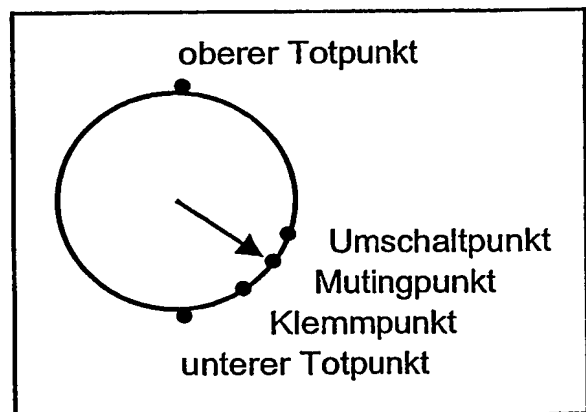 oberer Totpunkt
Umschaltpunkt
Mutingpunkt
Klemmpunkt
unterer Totpunkt